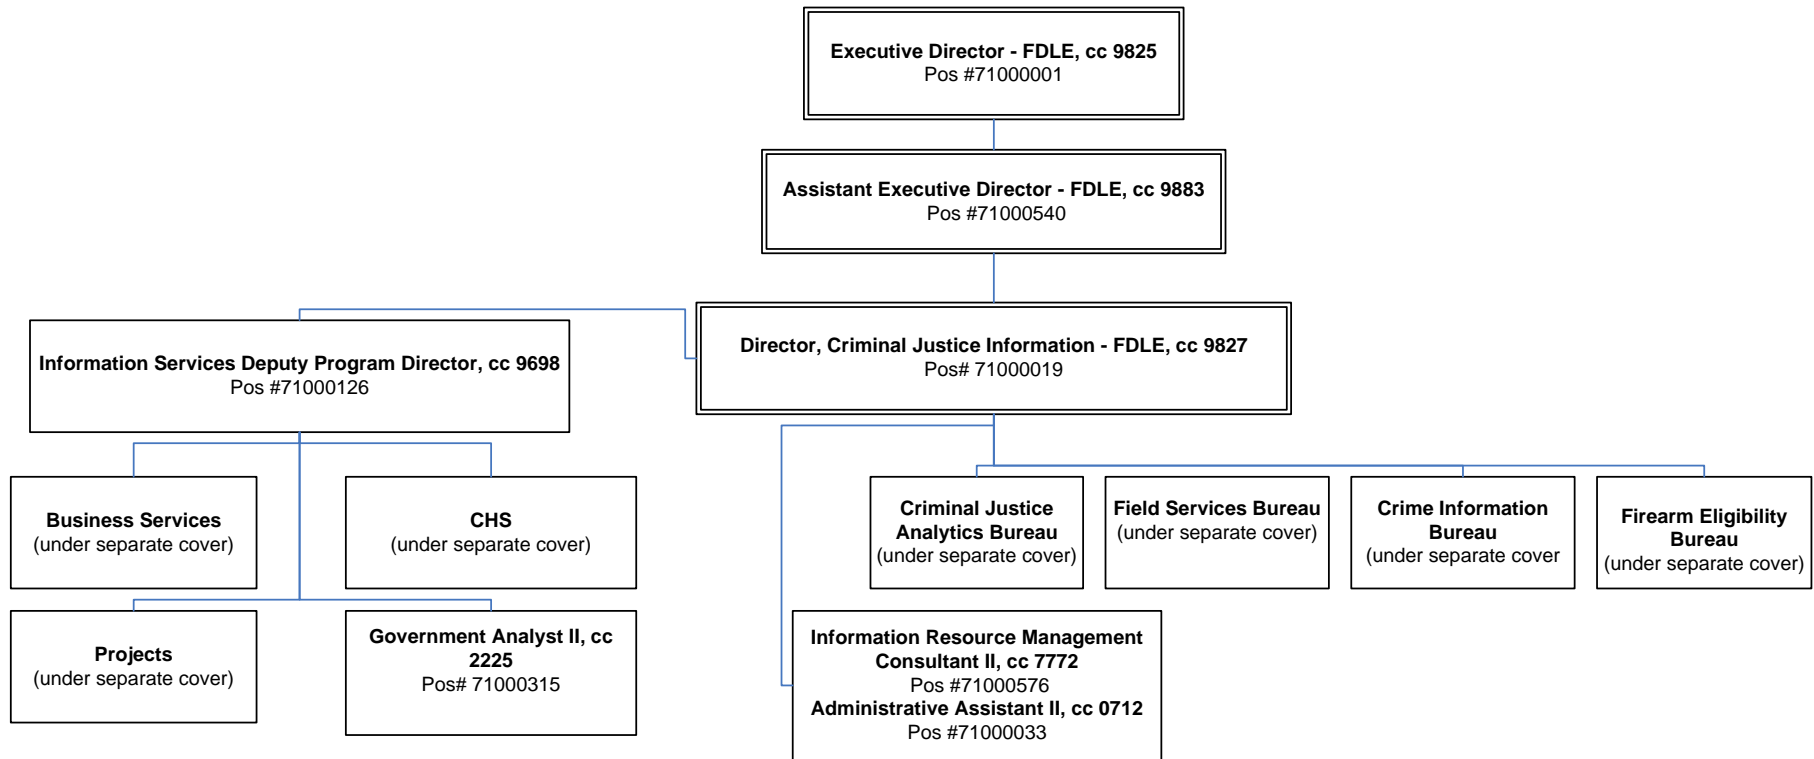 Executive Director - FDLE, cc 9825
Pos #71000001
Assistant Executive Director - FDLE, cc 9883
Pos #71000540
Director, Criminal Justice Information - FDLE, cc 9827
Pos# 71000019
Information Services Deputy Program Director, cc 9698
Pos #71000126
Business Services
(under separate cover)
CHS
(under separate cover)
Projects
(under separate cover)
Government Analyst II, cc
2225
Pos# 71000315
Criminal Justice
Analytics Bureau
(under separate cover)
Field Services Bureau
(under separate cover)
Crime Information
Bureau
(under separate cover
Firearm Eligibility
Bureau
(under separate cover)
Information Resource Management
Consultant II, cc 7772
Pos #71000576
Administrative Assistant II, cc 0712
Pos #71000033